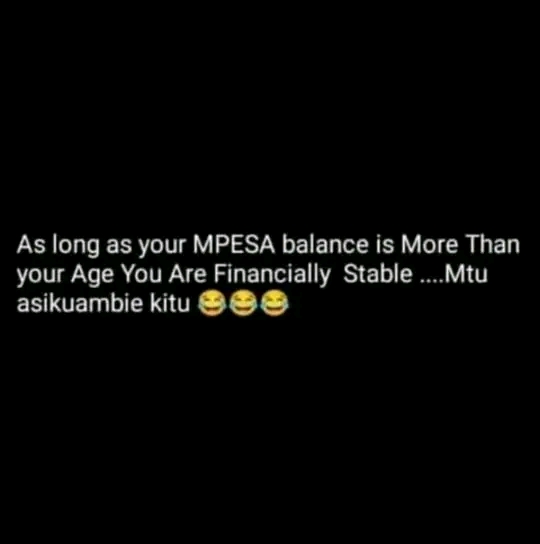 As long as your MPESA balance is More Than
your Age You Are Financially Stable ....Mtu
asikuambie kitu 😂😂😂